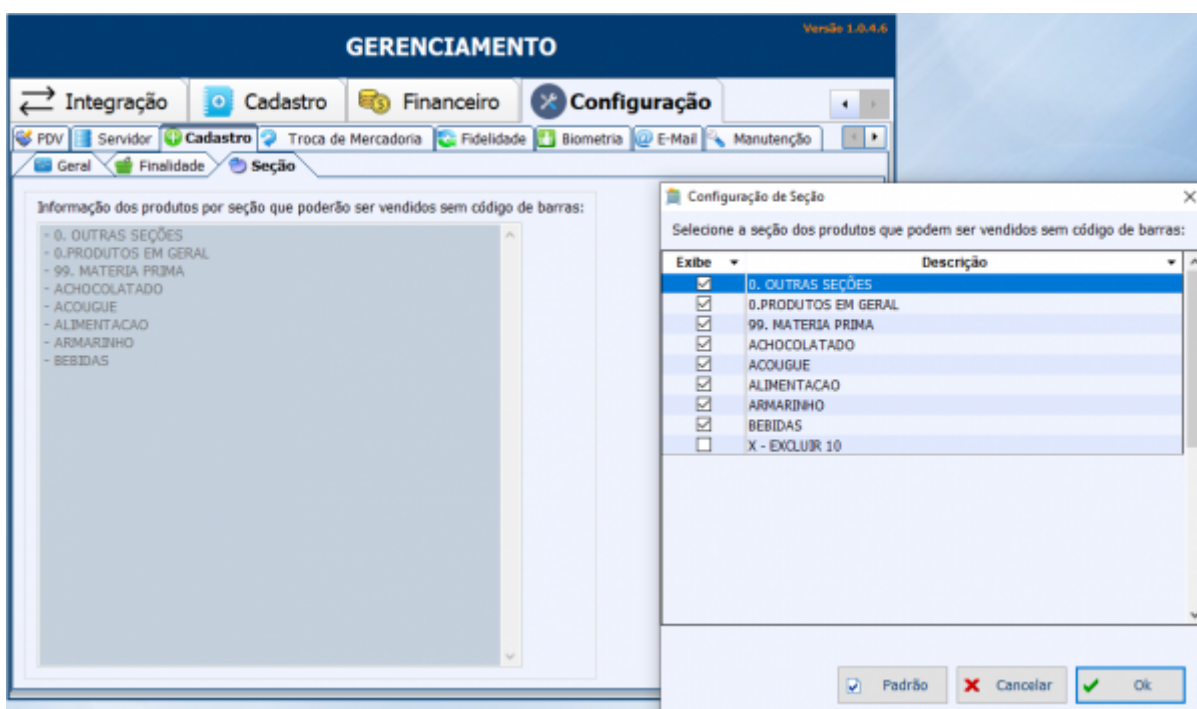 Versão 1.0.4.6
GERENCIAMENTO
Integração Cadastro Financeiro Configuração
PDV Servidor Cadastro Troca de Mercadoria Fidelidade Biometria E-Mail Manutenção
Geral Finalidade Seção
Informação dos produtos por seção que poderão ser vendidos sem código de barras:
- 0. OUTRAS SEÇÕES
- 0.PRODUTOS EM GERAL
- 99. MATERIA PRIMA
- ACHOCOLATADO
- ACOUGUE
- ALIMENTACAO
- ARMARINHO
- BEBIDAS
Configuração de Seção
Selecione a seção dos produtos que podem ser vendidos sem código de barras:
Exibe Descrição
0. OUTRAS SEÇÕES
0.PRODUTOS EM GERAL
99. MATERIA PRIMA
ACHOCOLATADO
ACOUGUE
ALIMENTACAO
ARMARINHO
BEBIDAS
X - EXCLUIR 10
Padrão Cancelar Ok